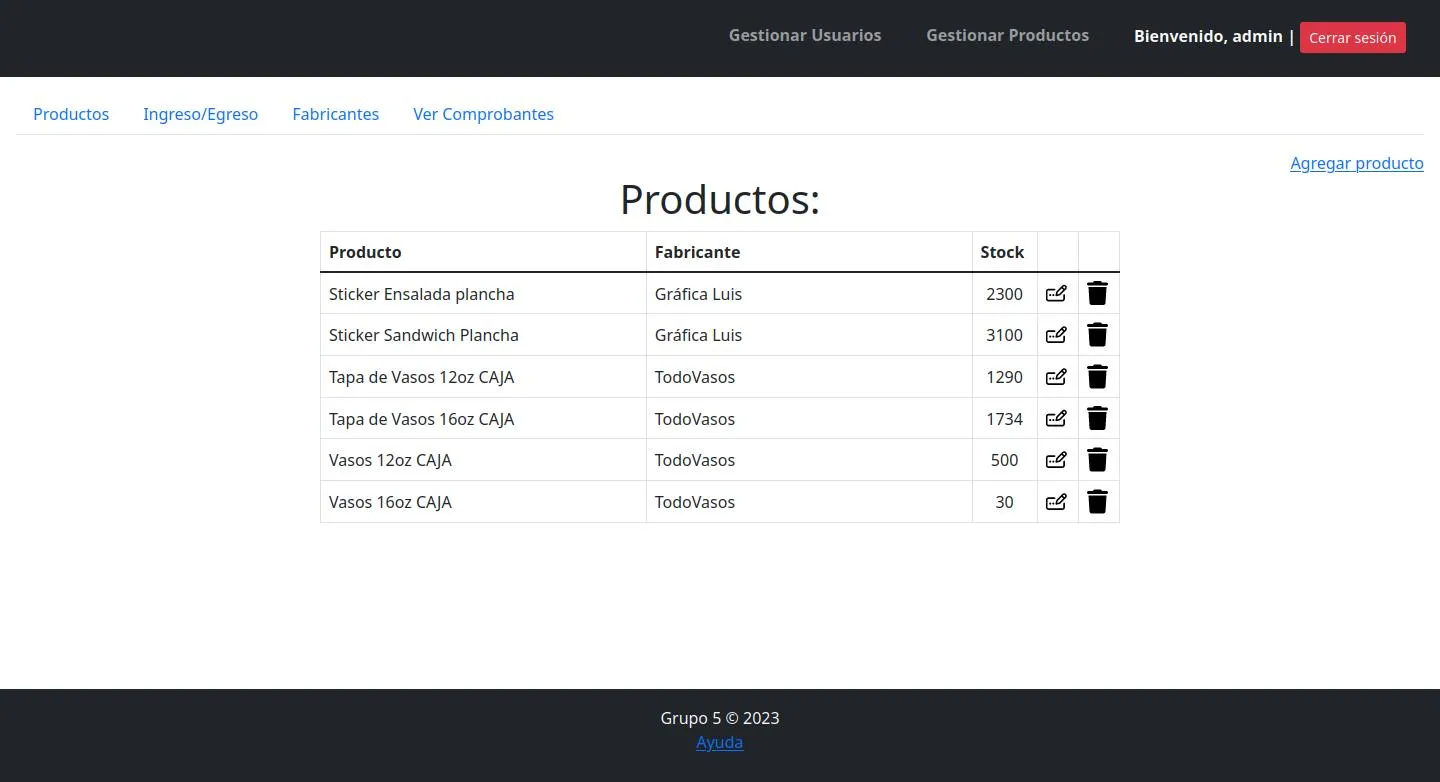 Gestionar Usuarios Gestionar Productos Bienvenido, admin | Cerrar sesión
Productos Ingreso/Egreso Fabricantes Ver Comprobantes
Agregar producto
Productos:
Producto Fabricante Stock
Sticker Ensalada plancha Gráfica Luis 2300
Sticker Sandwich Plancha Gráfica Luis 3100
Tapa de Vasos 12oz CAJA TodoVasos 1290
Tapa de Vasos 16oz CAJA TodoVasos 1734
Vasos 12oz CAJA TodoVasos 500
Vasos 16oz CAJA TodoVasos 30
Grupo 5 © 2023
Ayuda